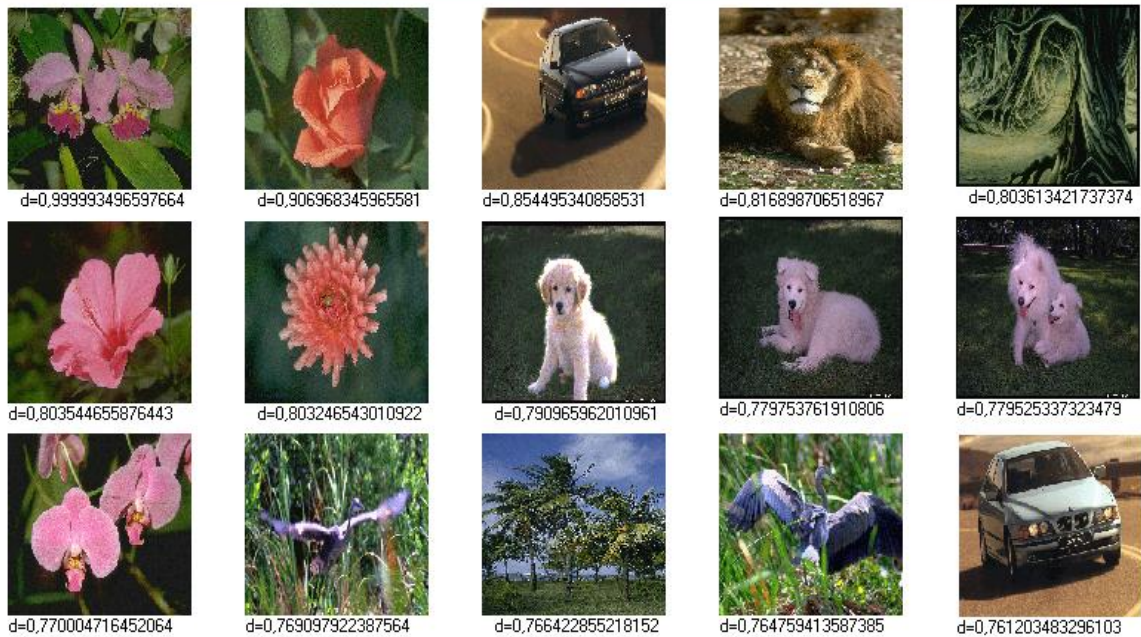 d=0,999993496597664
d=0,906968345965581
d=0,854495340858531
d=0,816898706518967
d=0,803613421737374
d=0,803544655876443
d=0,803246543010922
d=0,790965962010961
d=0,779753761910806
d=0,779525337323479
d=0,770004716452064
d=0,769097922387564
d=0,766422855218152
d=0,764759413587385
d=0,761203483296103